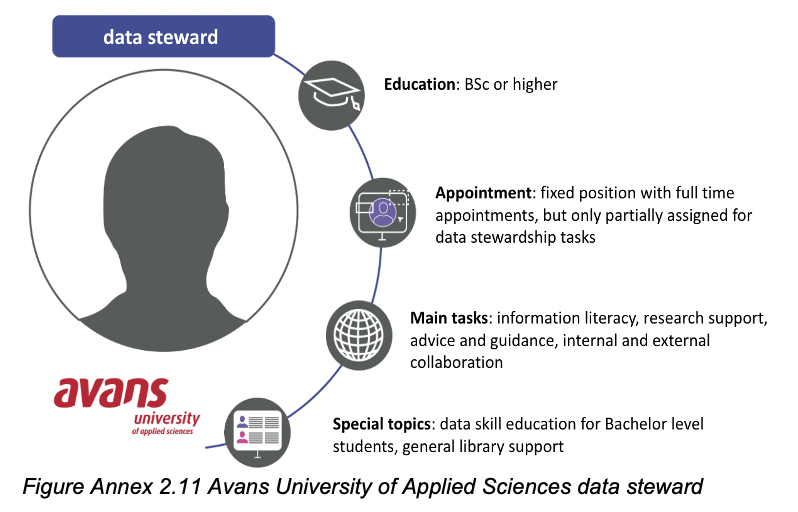 data steward
Education: BSc or higher
Appointment: fixed position with full time
appointments, but only partially assigned for
data stewardship tasks
Main tasks: information literacy, research support,
advice and guidance, internal and external
collaboration
avans
university
of applied sciences
Special topics: data skill education for Bachelor level
students, general library support
Figure Annex 2.11 Avans University of Applied Sciences data steward